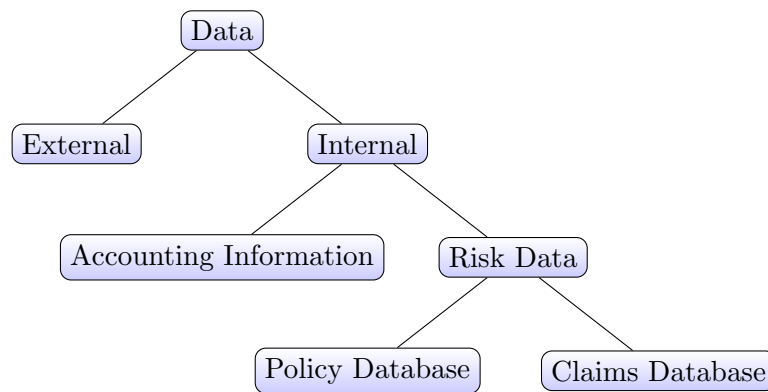 Data
External
Internal
Accounting Information
Risk Data
Policy Database
Claims Database